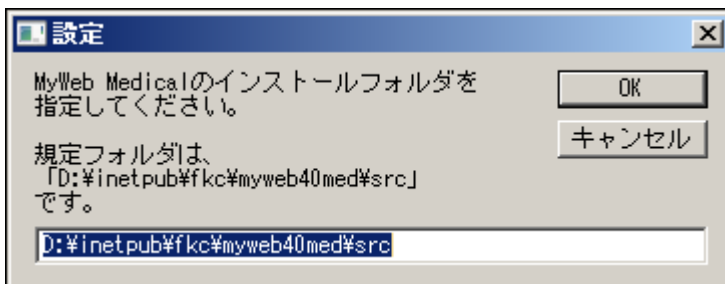 設定
MyWeb Medicalのインストールフォルダを
指定してください。
OK
キャンセル
規定フォルダは、
「D:¥inetpub¥fkc¥myweb40med¥src」
です。
D:¥inetpub¥fkc¥myweb40med¥src